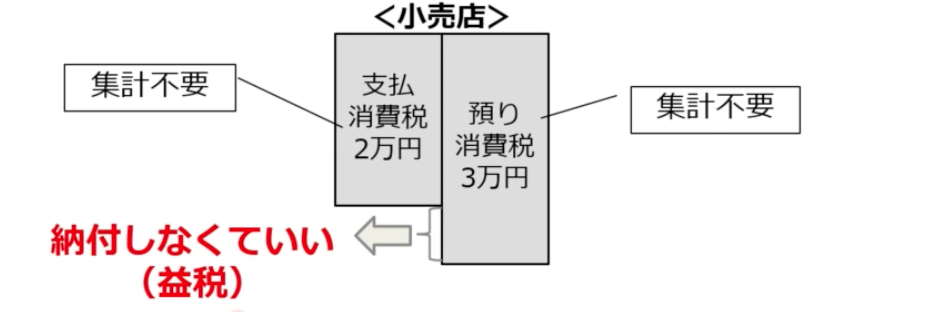 ＜小売店＞
集計不要
支払
消費税
2万円
預り
消費税
3万円
集計不要
納付しなくていい
（益税）